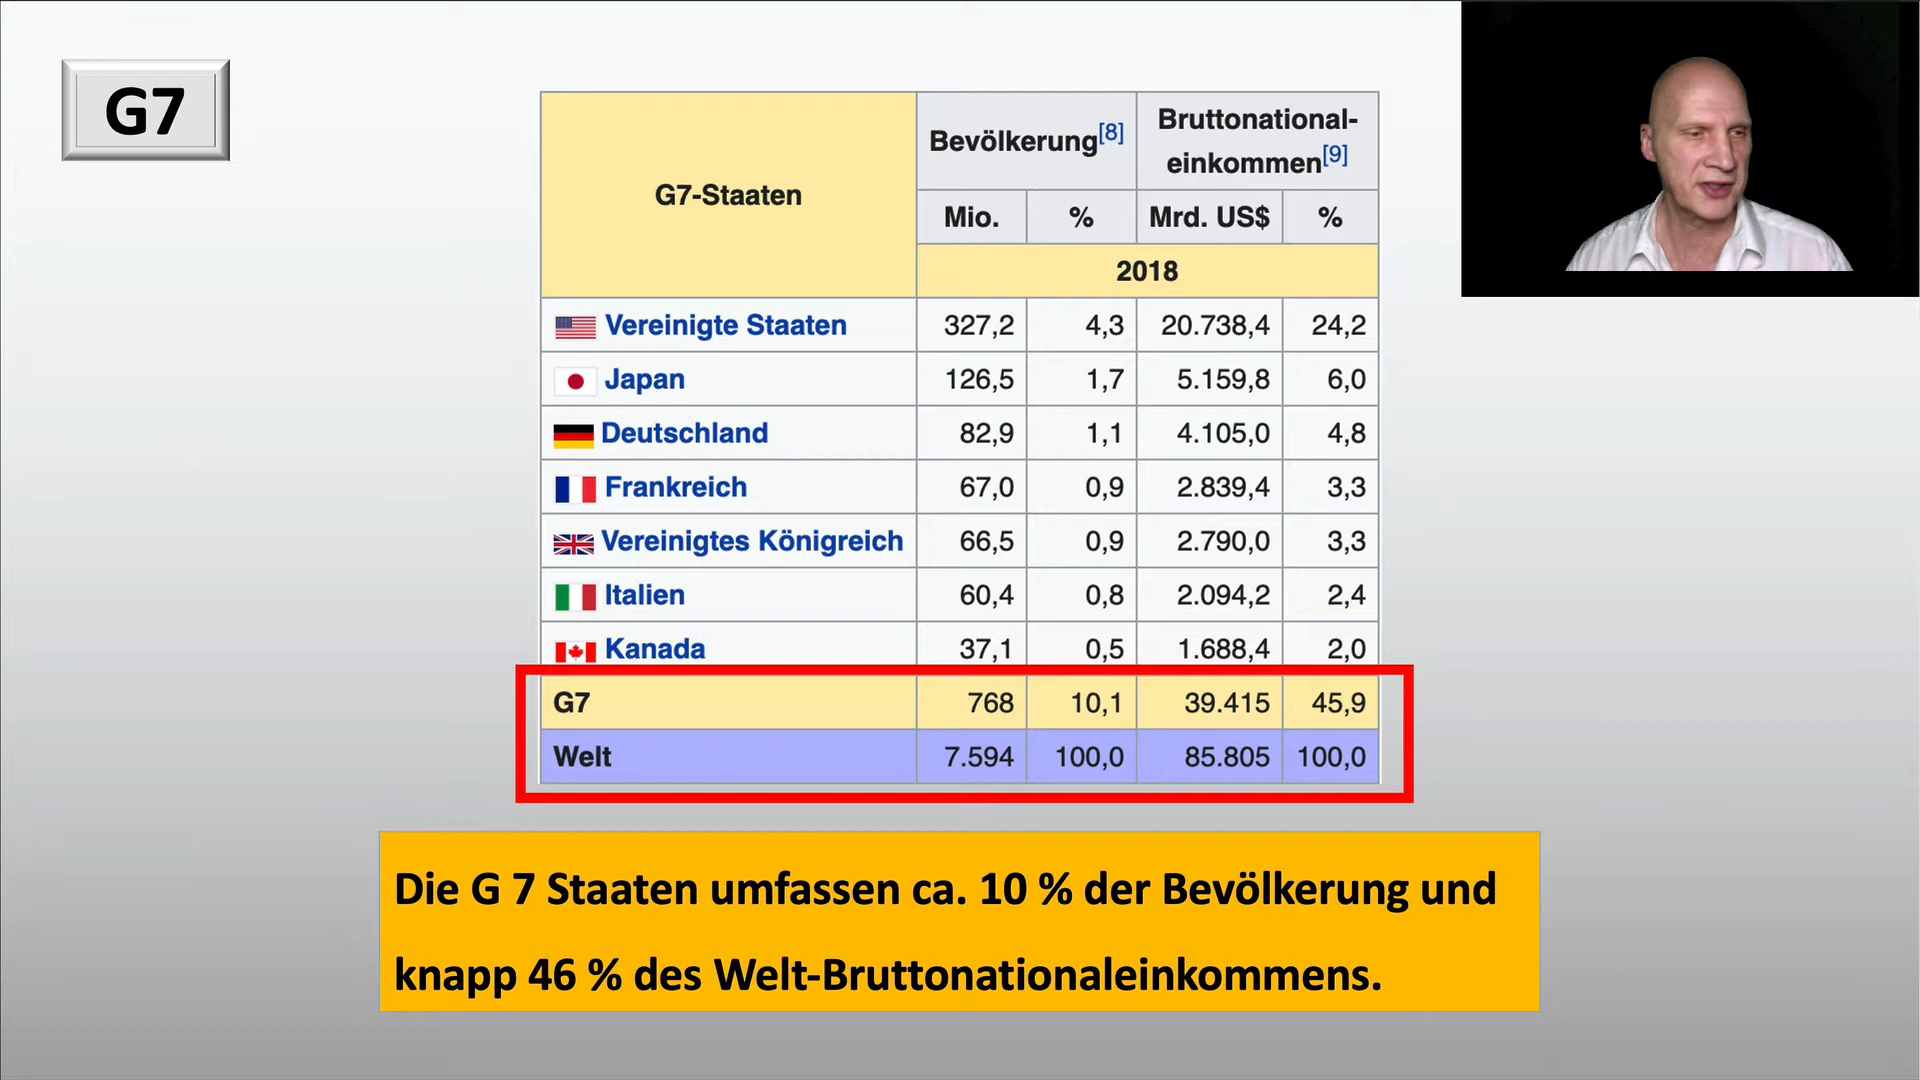 G7
G7-Staaten
Bevölkerung[8]
Bruttonational-
einkommen[9]
Mio. % Mrd. US$ %
2018
Vereinigte Staaten 327,2 4,3 20.738,4 24,2
Japan 126,5 1,7 5.159,8 6,0
Deutschland 82,9 1,1 4.105,0 4,8
Frankreich 67,0 0,9 2.839,4 3,3
Vereinigtes Königreich 66,5 0,9 2.790,0 3,3
Italien 60,4 0,8 2.094,2 2,4
Kanada 37,1 0,5 1.688,4 2,0
G7 768 10,1 39.415 45,9
Welt 7.594 100,0 85.805 100,0
Die G 7 Staaten umfassen ca. 10 % der Bevölkerung und
knapp 46 % des Welt-Bruttonationaleinkommens.